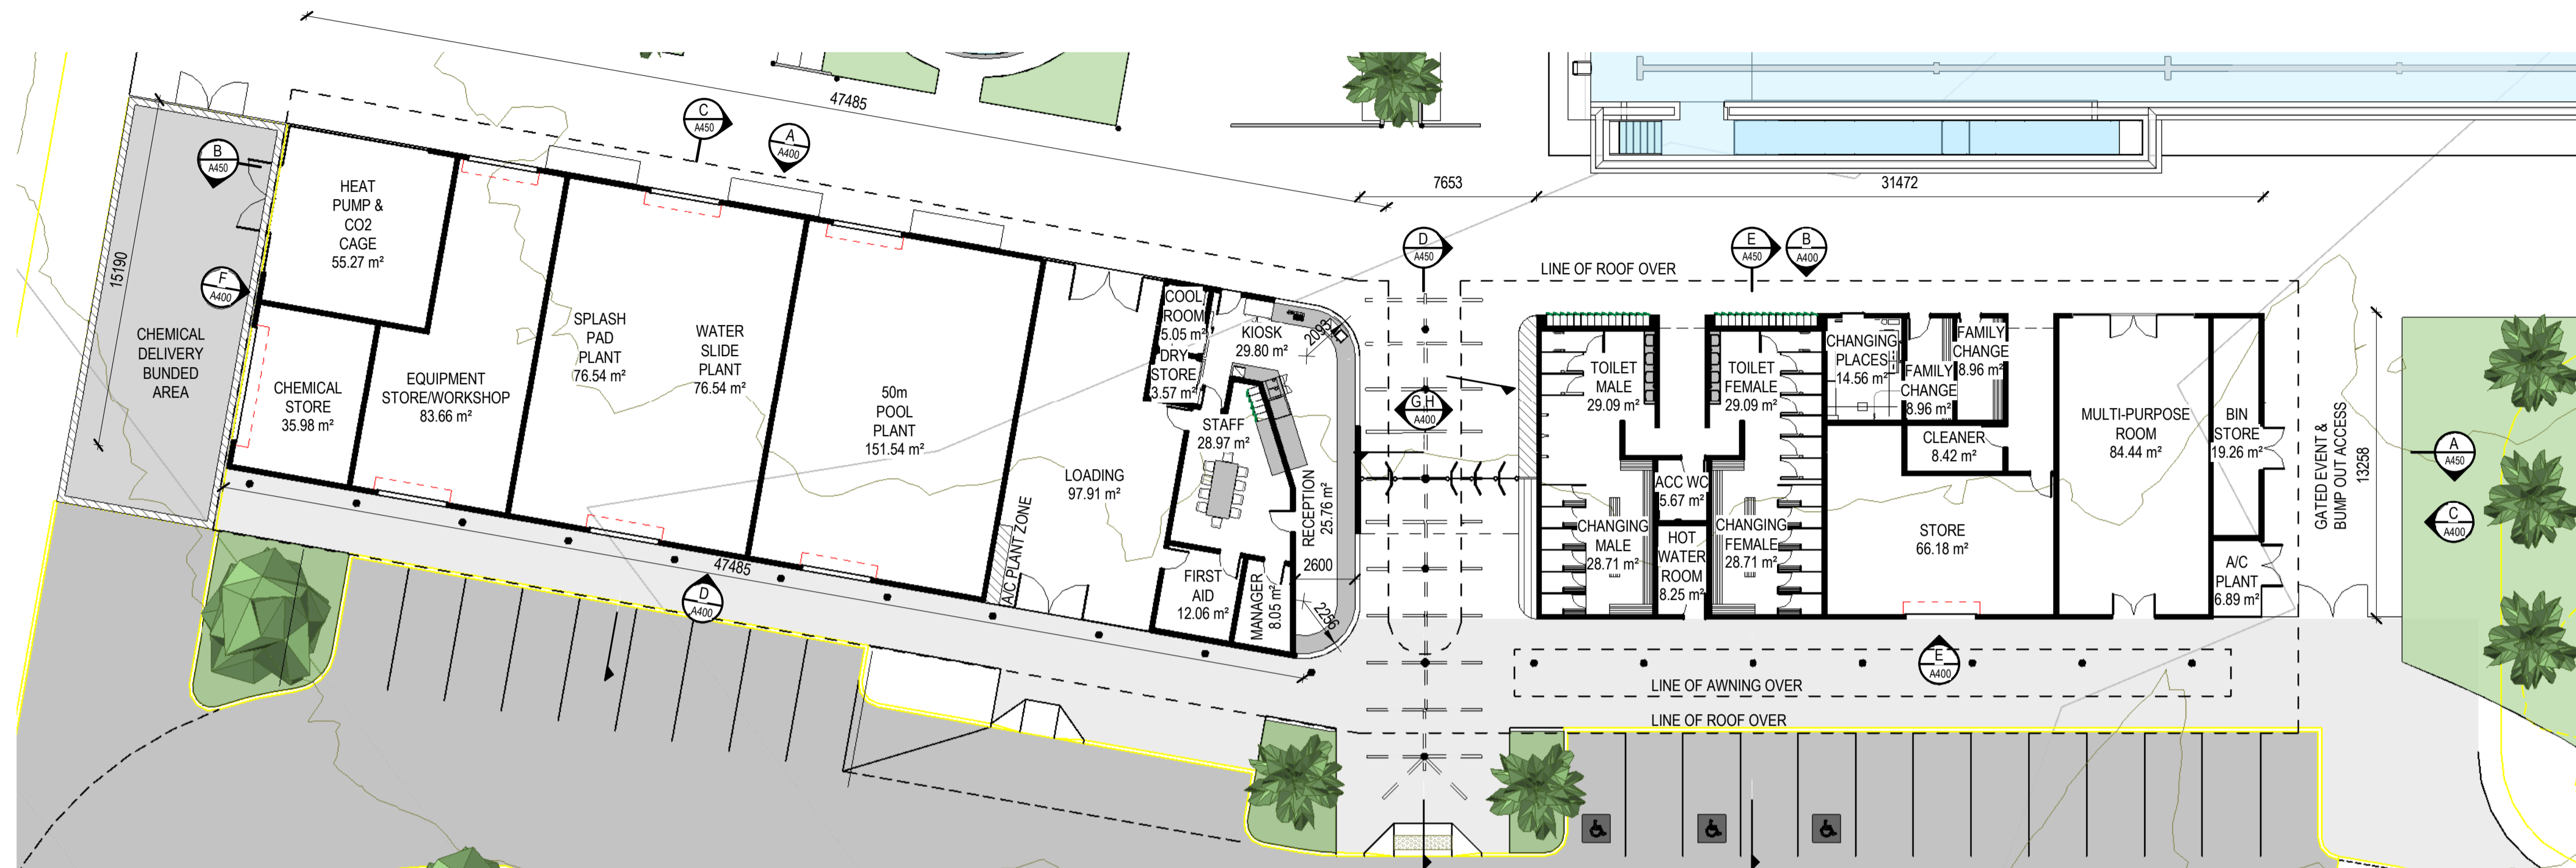 47485
C
A450
A
A400
B
A450
7653
31472
HEAT
PUMP &
CO2
CAGE
55.27 m²
15190
F
A400
D
A450
E
A450
B
A400
LINE OF ROOF OVER
CHEMICAL
DELIVERY
BUNDED
AREA
CHEMICAL
STORE
35.98 m²
EQUIPMENT
STORE/WORKSHOP
83.66 m²
SPLASH
PAD
PLANT
76.54 m²
WATER
SLIDE
PLANT
76.54 m²
50m
POOL
PLANT
151.54 m²
LOADING
97.91 m²
A/C PLANT ZONE
COOL
ROOM
5.05 m²
DRY
STORE
3.57 m²
KIOSK
29.80 m²
2093
STAFF
28.97 m²
RECEPTION
25.76 m²
2600
2256
FIRST
AID
12.06 m²
MANAGER
8.05 m²
G,H
A400
TOILET
MALE
29.09 m²
TOILET
FEMALE
29.09 m²
CHANGING
PLACES
14.56 m²
FAMILY
CHANGE
8.96 m²
FAMILY
CHANGE
8.96 m²
CLEANER
8.42 m²
ACC WC
5.67 m²
CHANGING
MALE
28.71 m²
HOT
WATER
ROOM
8.25 m²
CHANGING
FEMALE
28.71 m²
STORE
66.18 m²
MULTI-PURPOSE
ROOM
84.44 m²
BIN
STORE
19.26 m²
A/C
PLANT
6.89 m²
GATED EVENT &
BUMP OUT ACCESS
13258
A
A450
C
A400
47485
D
A400
E
A400
LINE OF AWNING OVER
LINE OF ROOF OVER